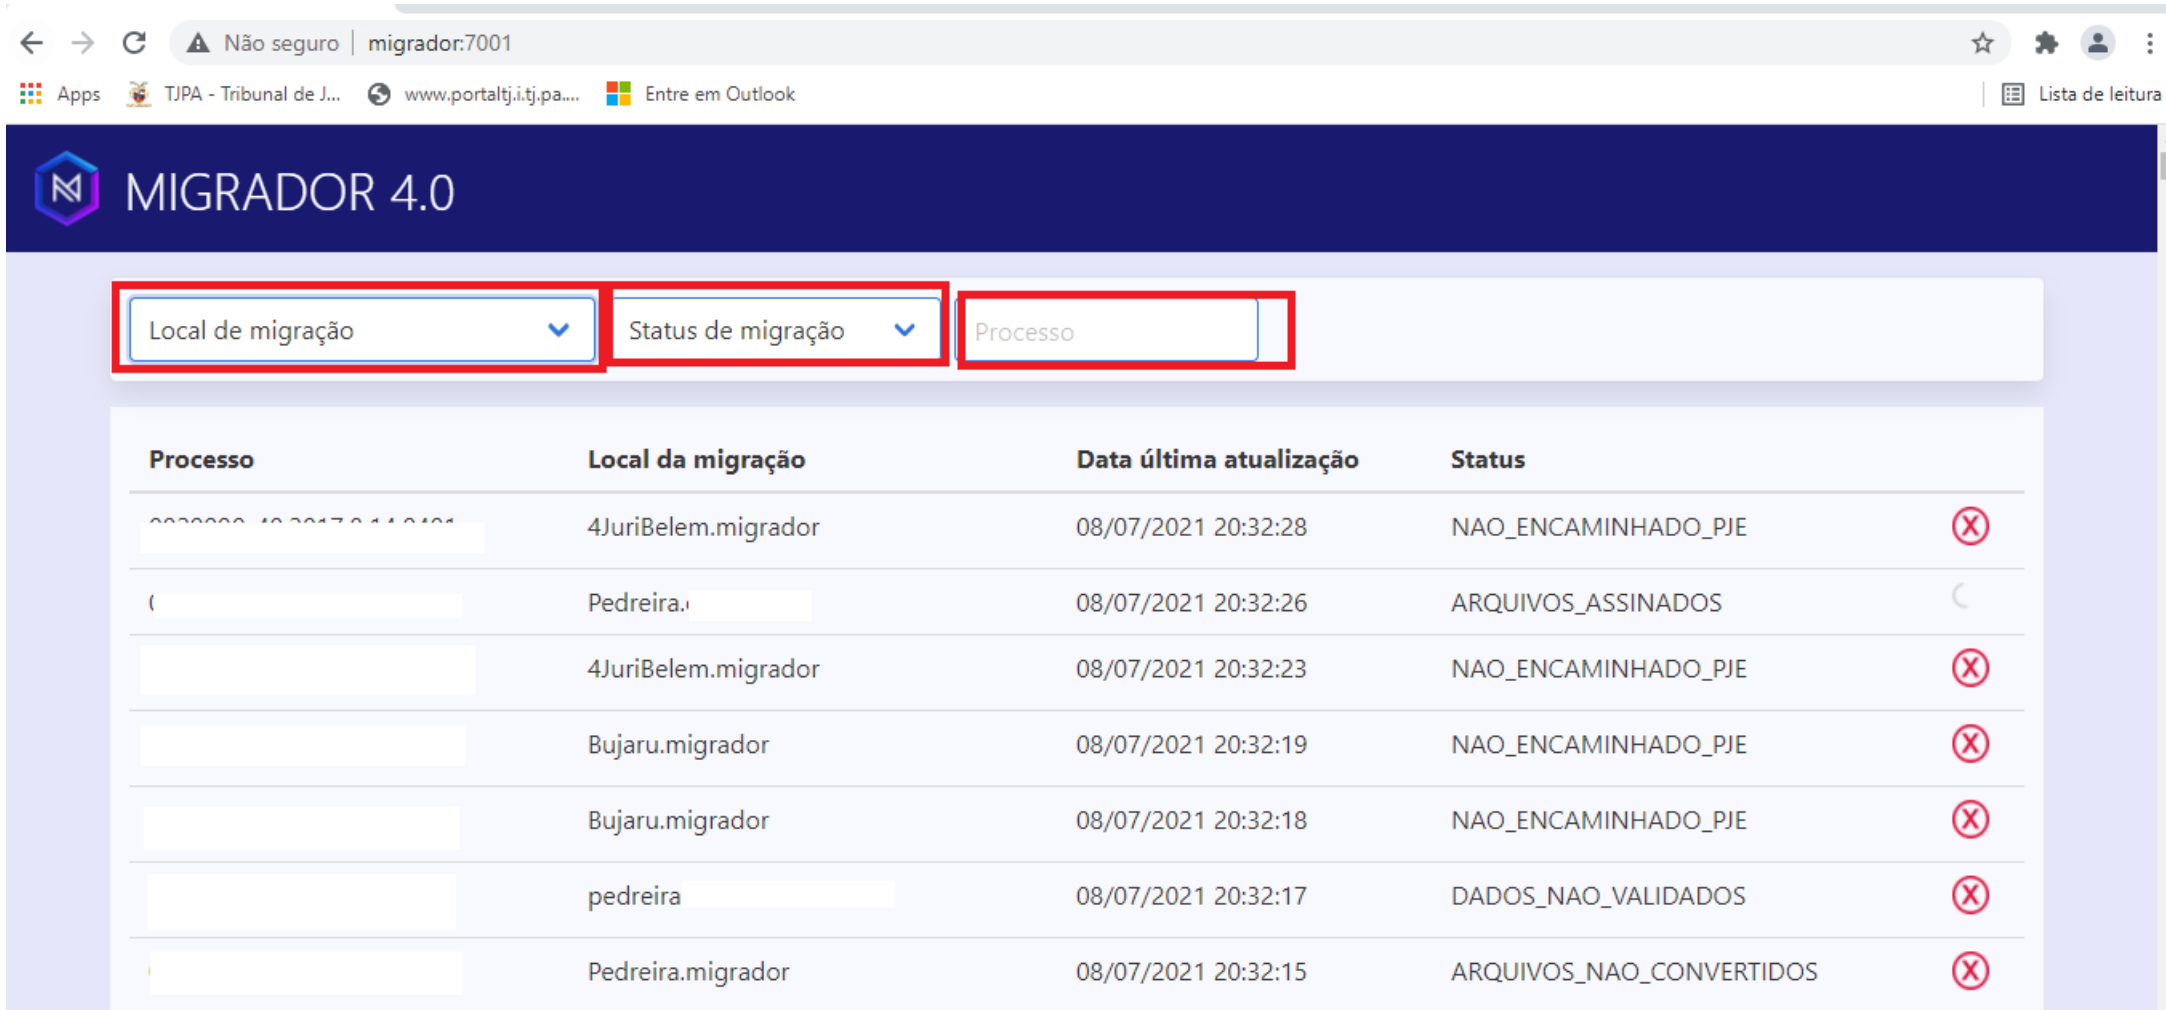 Não seguro | migrador:7001
Apps TJPA - Tribunal de J... www.portaltj.i.tj.pa.... Entre em Outlook Lista de leitura
MIGRADOR 4.0
Local de migração Status de migração Processo
Processo Local da migração Data última atualização Status
4JuriBelem.migrador 08/07/2021 20:32:28 NAO_ENCAMINHADO_PJE
Pedreira. 08/07/2021 20:32:26 ARQUIVOS_ASSINADOS
4JuriBelem.migrador 08/07/2021 20:32:23 NAO_ENCAMINHADO_PJE
Bujaru.migrador 08/07/2021 20:32:19 NAO_ENCAMINHADO_PJE
Bujaru.migrador 08/07/2021 20:32:18 NAO_ENCAMINHADO_PJE
pedreira 08/07/2021 20:32:17 DADOS_NAO_VALIDADOS
Pedreira.migrador 08/07/2021 20:32:15 ARQUIVOS_NAO_CONVERTIDOS